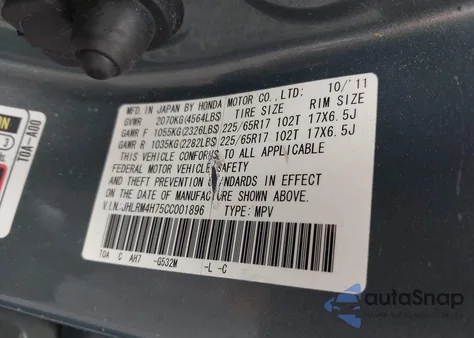 MFD. IN JAPAN BY HONDA MOTOR CO., LTD. 10/'11
GVWR 2070KG(4564LBS) TIRE SIZE RIM SIZE
GAWR F 1055KG(2326LBS) 225/65R17 102T 17X6.5J
GAWR R 1035KG(2282LBS) 225/65R17 102T 17X6.5J
THIS VEHICLE CONFORMS TO ALL APPLICABLE
FEDERAL MOTOR VEHICLE SAFETY
AND THEFT PREVENTION STANDARDS IN EFFECT
ON THE DATE OF MANUFACTURE SHOWN ABOVE.
V.I.N.:JHLRM4H75CC001896 TYPE: MPV
TOA C AH7 -G532M -L -C
TOA-A00
3
autoSnap